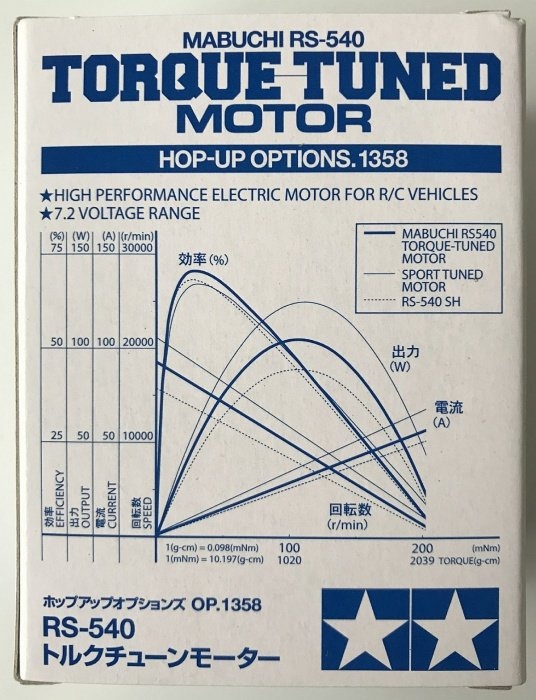 MABUCHI RS-540
TORQUE-TUNED
MOTOR
HOP-UP OPTIONS.1358
★HIGH PERFORMANCE ELECTRIC MOTOR FOR R/C VEHICLES
★7.2 VOLTAGE RANGE
(%) (W) (A) (r/min)
75 150 150 30000
効率(%)
MABUCHI RS540
TORQUE-TUNED
MOTOR
SPORT TUNED
MOTOR
RS-540 SH
50 100 100 20000
出力
(W)
電流
(A)
25 50 50 10000
効率
EFFICIENCY
出力
OUTPUT
電流
CURRENT
回転数
SPEED
回転数
(r/min)
1(g-cm) = 0.098(mNm) 100 200 (mNm)
1(mNm) = 10.197(g-cm) 1020 2039 TORQUE(g-cm)
ホップアップオプションズ OP.1358
RS-540
トルクチューンモーター